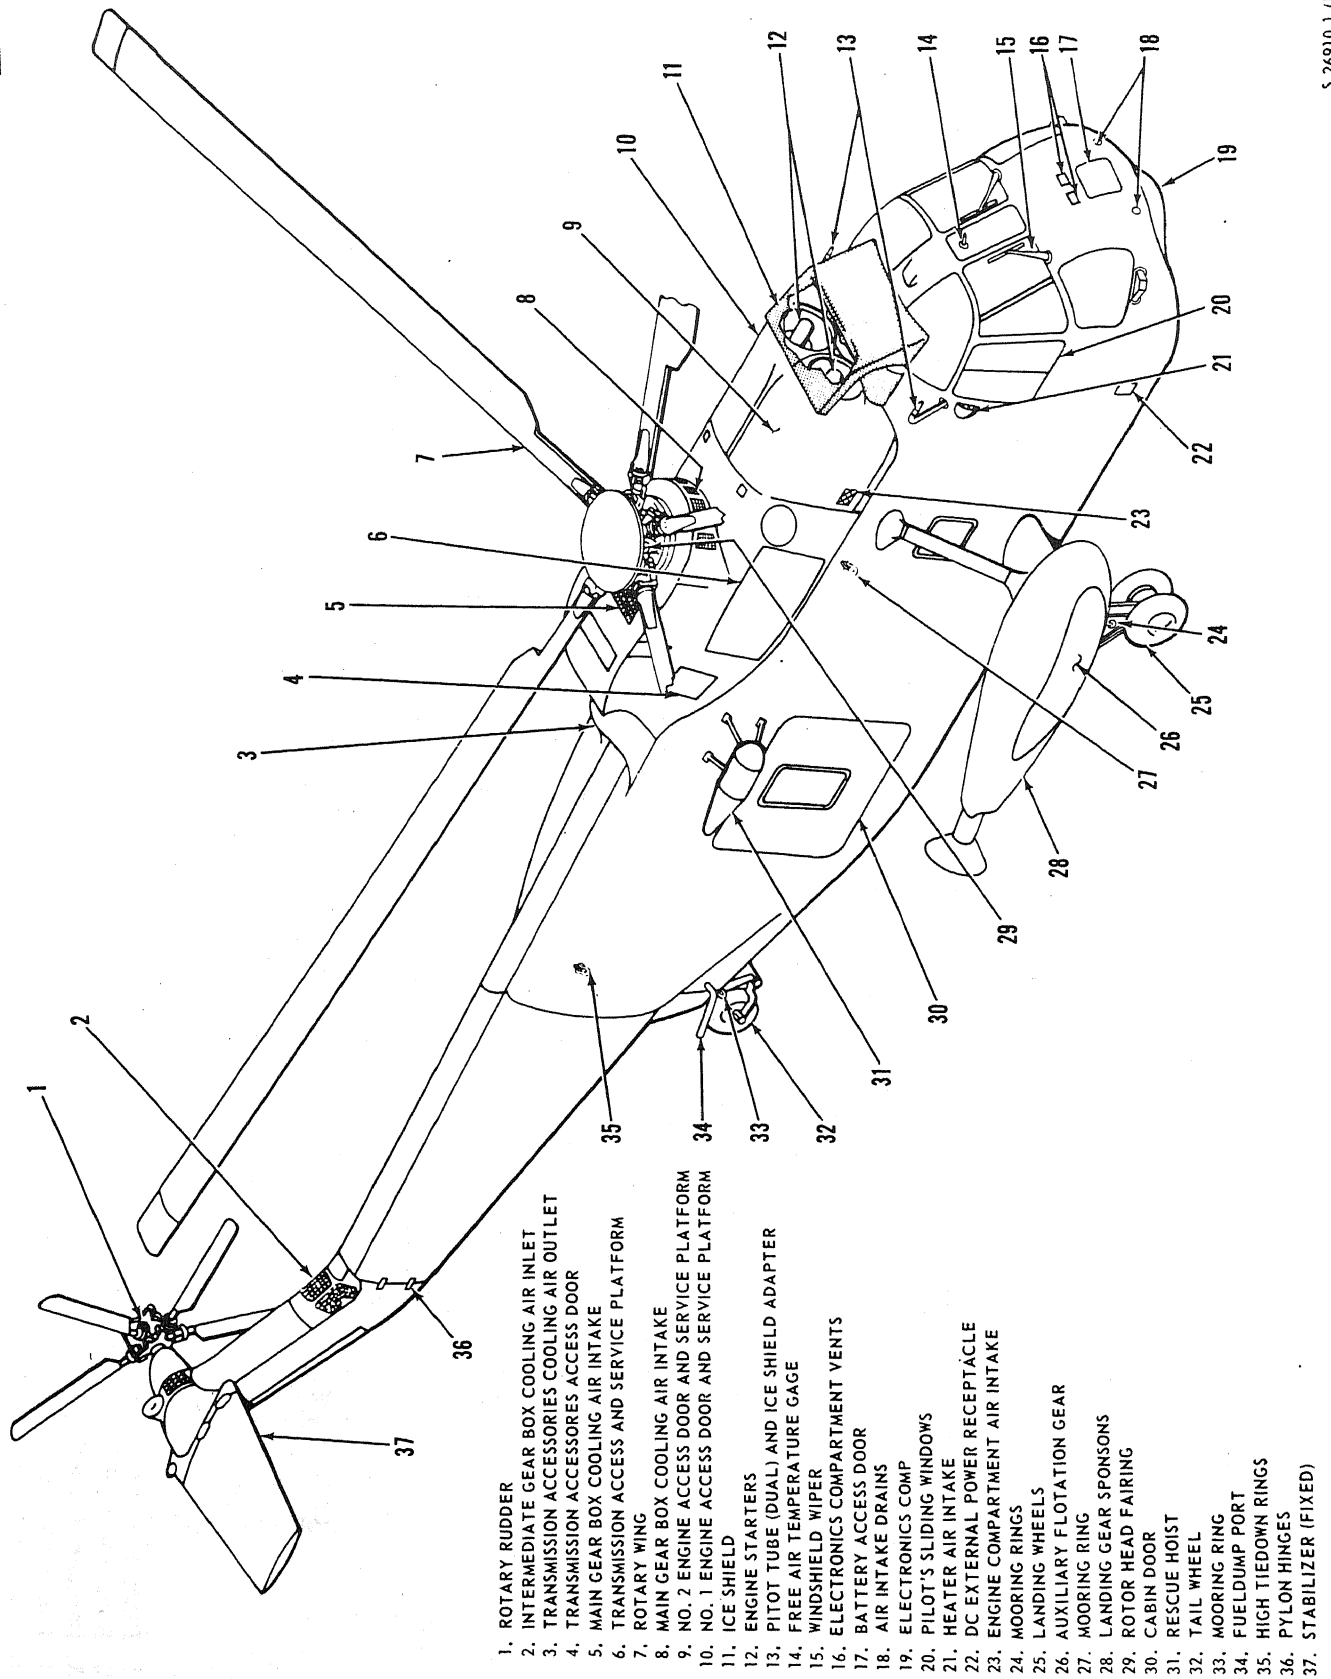 1. ROTARY RUDDER
2. INTERMEDIATE GEAR BOX COOLING AIR INLET
3. TRANSMISSION ACCESSORIES COOLING AIR OUTLET
4. TRANSMISSION ACCESSORES ACCESS DOOR
5. MAIN GEAR BOX COOLING AIR INTAKE
6. TRANSMISSION ACCESS AND SERVICE PLATFORM
7. ROTARY WING
8. MAIN GEAR BOX COOLING AIR INTAKE
9. NO. 2 ENGINE ACCESS DOOR AND SERVICE PLATFORM
10. NO. 1 ENGINE ACCESS DOOR AND SERVICE PLATFORM
11. ICE SHIELD
12. ENGINE STARTERS
13. PITOT TUBE (DUAL) AND ICE SHIELD ADAPTER
14. FREE AIR TEMPERATURE GAGE
15. WINDSHIELD WIPER
16. ELECTRONICS COMPARTMENT VENTS
17. BATTERY ACCESS DOOR
18. AIR INTAKE DRAINS
19. ELECTRONICS COMP
20. PILOT'S SLIDING WINDOWS
21. HEATER AIR INTAKE
22. DC EXTERNAL POWER RECEPTACLE
23. ENGINE COMPARTMENT AIR INTAKE
24. MOORING RINGS
25. LANDING WHEELS
26. AUXILIARY FLOTATION GEAR
27. MOORING RING
28. LANDING GEAR SPONSONS
29. ROTOR HEAD FAIRING
30. CABIN DOOR
31. RESCUE HOIST
32. TAIL WHEEL
33. MOORING RING
34. FUELDUMP PORT
35. HIGH TIEDOWN RINGS
36. PYLON HINGES
37. STABILIZER (FIXED)
1
2
3
4
5
6
7
8
9
10
11
12
13
14
15
16
17
18
19
20
21
22
23
24
25
26
27
28
29
30
31
32
33
34
35
36
37